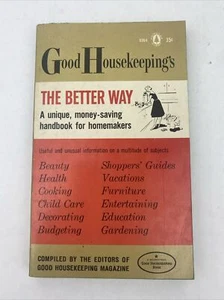 25¢
Good Housekeeping's
THE BETTER WAY
A unique, money-saving
handbook for homemakers
Useful and unusual information on a multitude of subjects:
Beauty Shoppers' Guides
Health Vacations
Cooking Furniture
Child Care Entertaining
Decorating Education
Budgeting Gardening
COMPILED BY THE EDITORS OF
GOOD HOUSEKEEPING MAGAZINE